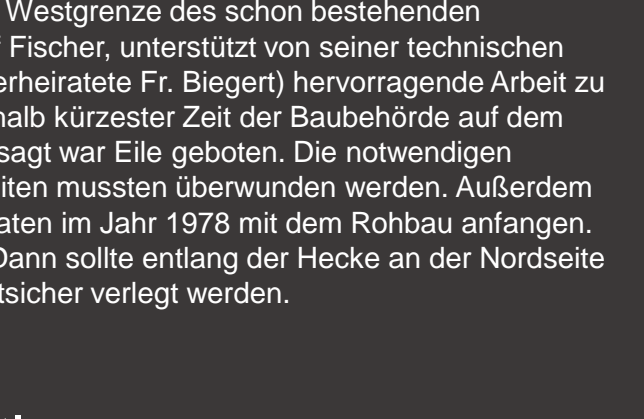 Westgrenze des schon bestehenden
Fischer, unterstützt von seiner technischen
erheiratete Fr. Biegert) hervorragende Arbeit zu
halb kürzester Zeit der Baubehörde auf dem
sagt war Eile geboten. Die notwendigen
iten mussten überwunden werden. Außerdem
aten im Jahr 1978 mit dem Rohbau anfangen.
Dann sollte entlang der Hecke an der Nordseite
tsicher verlegt werden.